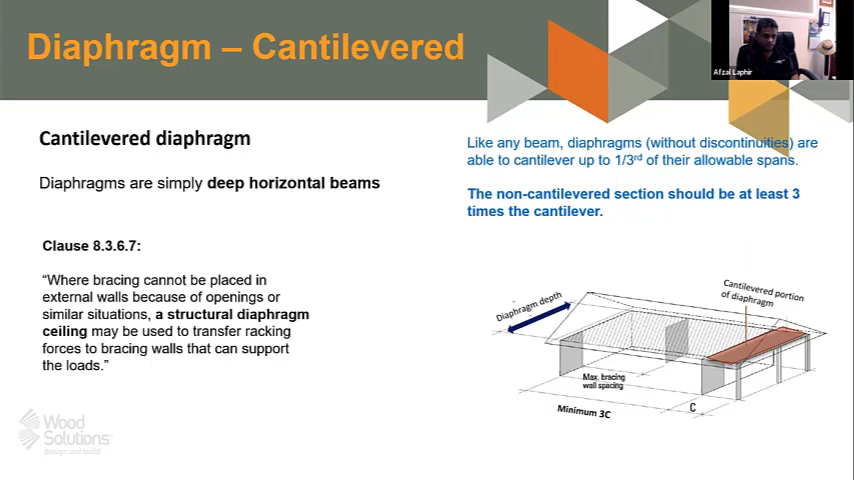 Diaphragm – Cantilevered
Afzal Laphir
Cantilevered diaphragm
Diaphragms are simply deep horizontal beams
Clause 8.3.6.7:
“Where bracing cannot be placed in
external walls because of openings or
similar situations, a structural diaphragm
ceiling may be used to transfer racking
forces to bracing walls that can support
the loads.”
Like any beam, diaphragms (without discontinuities) are
able to cantilever up to 1/3rd of their allowable spans.
The non-cantilevered section should be at least 3
times the cantilever.
Diaphragm depth
Cantilevered portion
of diaphragm
Max. bracing
wall spacing
Minimum 3C
C
Wood
Solutions
design and build